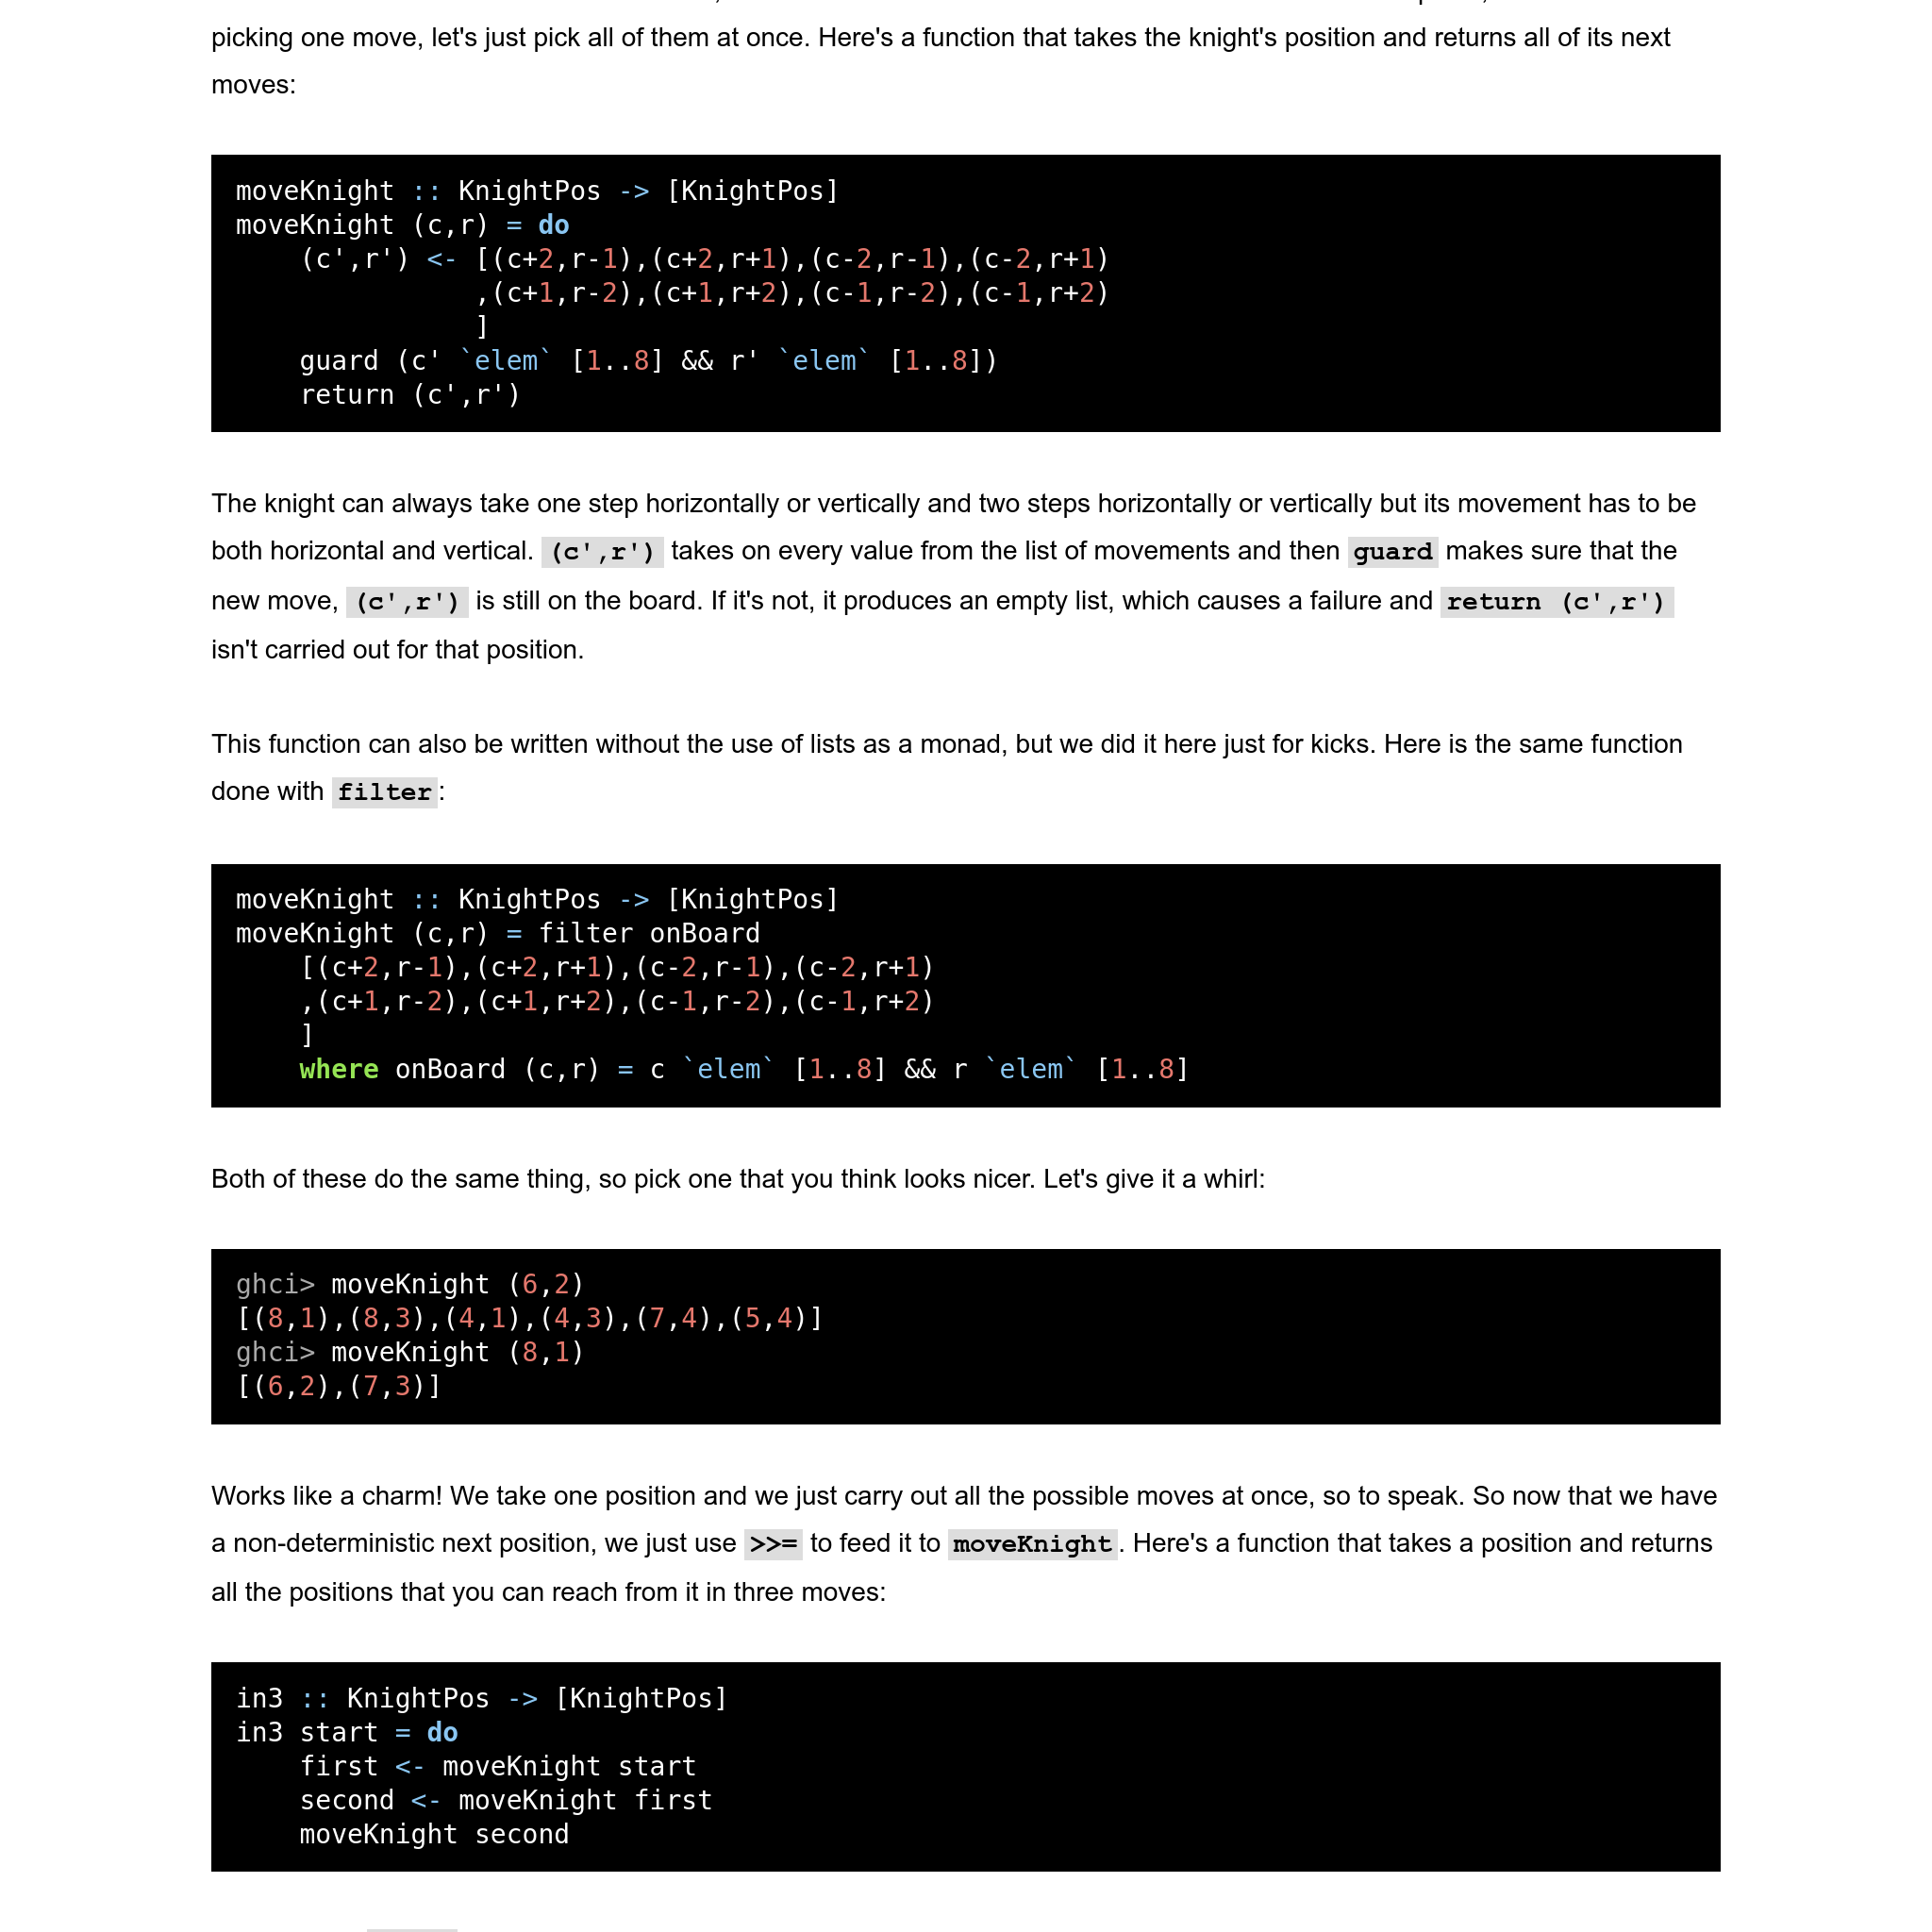 picking one move, let's just pick all of them at once. Here's a function that takes the knight's position and returns all of its next
moves:
moveKnight :: KnightPos -> [KnightPos]
moveKnight (c,r) = do
    (c',r') <- [(c+2,r-1),(c+2,r+1),(c-2,r-1),(c-2,r+1)
               ,(c+1,r-2),(c+1,r+2),(c-1,r-2),(c-1,r+2)
               ]
    guard (c' `elem` [1..8] && r' `elem` [1..8])
    return (c',r')
The knight can always take one step horizontally or vertically and two steps horizontally or vertically but its movement has to be
both horizontal and vertical. (c',r') takes on every value from the list of movements and then guard makes sure that the
new move, (c',r') is still on the board. If it's not, it produces an empty list, which causes a failure and return (c',r')
isn't carried out for that position.
This function can also be written without the use of lists as a monad, but we did it here just for kicks. Here is the same function
done with filter:
moveKnight :: KnightPos -> [KnightPos]
moveKnight (c,r) = filter onBoard
    [(c+2,r-1),(c+2,r+1),(c-2,r-1),(c-2,r+1)
    ,(c+1,r-2),(c+1,r+2),(c-1,r-2),(c-1,r+2)
    ]
    where onBoard (c,r) = c `elem` [1..8] && r `elem` [1..8]
Both of these do the same thing, so pick one that you think looks nicer. Let's give it a whirl:
ghci> moveKnight (6,2)
[(8,1),(8,3),(4,1),(4,3),(7,4),(5,4)]
ghci> moveKnight (8,1)
[(6,2),(7,3)]
Works like a charm! We take one position and we just carry out all the possible moves at once, so to speak. So now that we have
a non-deterministic next position, we just use >>= to feed it to moveKnight. Here's a function that takes a position and returns
all the positions that you can reach from it in three moves:
in3 :: KnightPos -> [KnightPos]
in3 start = do
    first <- moveKnight start
    second <- moveKnight first
    moveKnight second